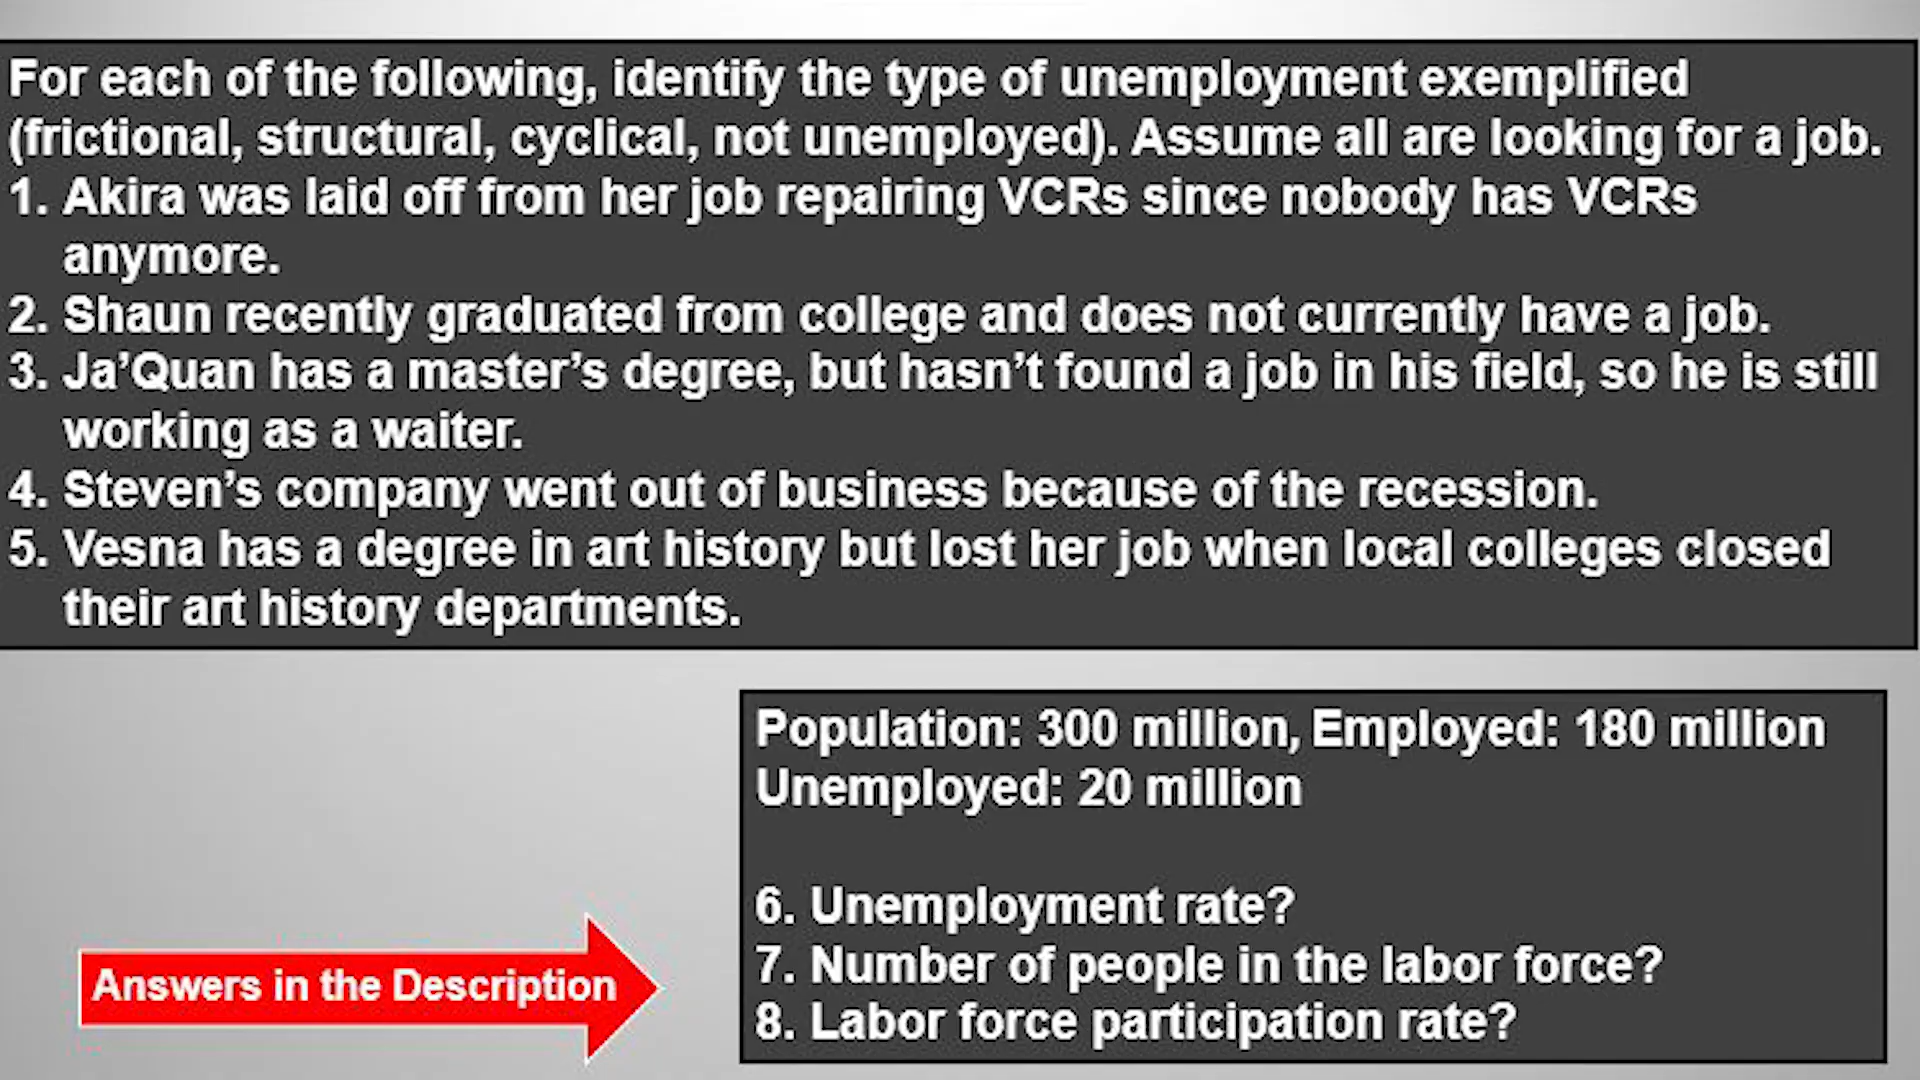 For each of the following, identify the type of unemployment exemplified
(frictional, structural, cyclical, not unemployed). Assume all are looking for a job.
1. Akira was laid off from her job repairing VCRs since nobody has VCRs
anymore.
2. Shaun recently graduated from college and does not currently have a job.
3. Ja’Quan has a master’s degree, but hasn’t found a job in his field, so he is still
working as a waiter.
4. Steven’s company went out of business because of the recession.
5. Vesna has a degree in art history but lost her job when local colleges closed
their art history departments.
Population: 300 million, Employed: 180 million
Unemployed: 20 million
6. Unemployment rate?
7. Number of people in the labor force?
8. Labor force participation rate?
Answers in the Description